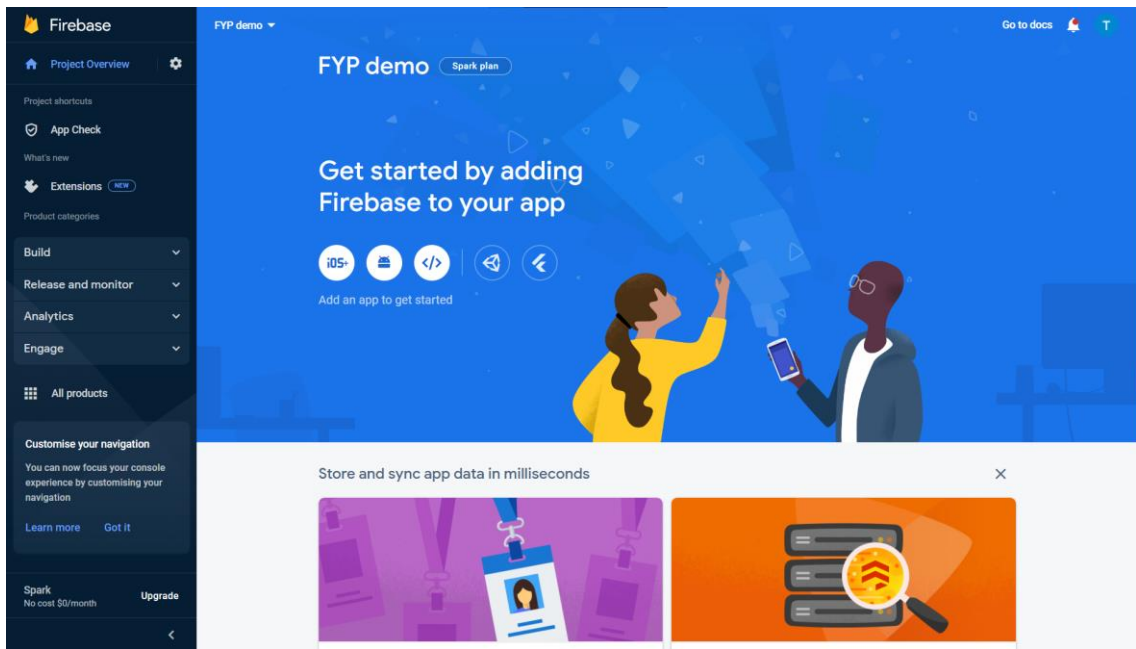 Firebase
Project Overview
Project shortcuts
App Check
What's new
Extensions NEW
Product categories
Build
Release and monitor
Analytics
Engage
All products
Customise your navigation
You can now focus your console
experience by customising your
navigation
Learn more Got it
Spark
No cost $0/month
Upgrade
FYP demo
Go to docs
T
FYP demo Spark plan
Get started by adding
Firebase to your app
iOS+ </>
Add an app to get started
Store and sync app data in milliseconds